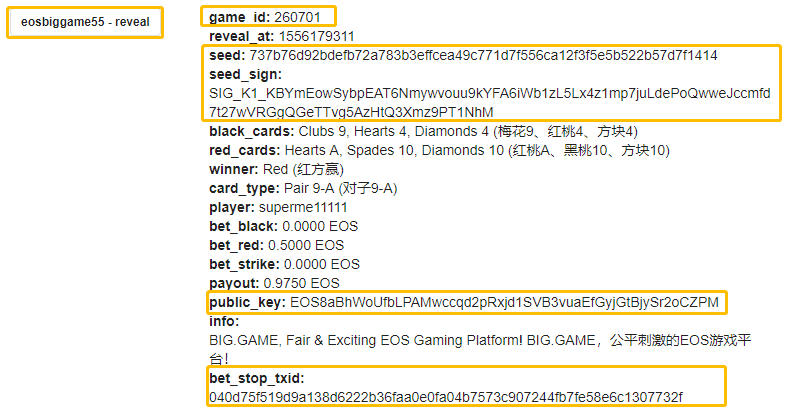 eosbiggame55 - reveal
game_id: 260701
reveal_at: 1556179311
seed: 737b76d92bdefb72a783b3effcea49c771d7f556ca12f3f5e5b522b57d7f1414
seed_sign:
SIG_K1_KBYmEowSybpEAT6Nmywvouu9kYFA6iWb1zL5Lx4z1mp7juLdePoQwweJccmfd
7t27wVRGgQGeTTvg5AzHtQ3Xmz9PT1NhM
black_cards: Clubs 9, Hearts 4, Diamonds 4 (梅花9、红桃4、方块4)
red_cards: Hearts A, Spades 10, Diamonds 10 (红桃A、黑桃10、方块10)
winner: Red (红方赢)
card_type: Pair 9-A (对子9-A)
player: superme11111
bet_black: 0.0000 EOS
bet_red: 0.5000 EOS
bet_strike: 0.0000 EOS
payout: 0.9750 EOS
public_key: EOS8aBhWoUfbLPAMwccqd2pRxjd1SVB3vuaEfGyjGtBjySr2oCZPM
info:
BIG.GAME, Fair & Exciting EOS Gaming Platform! BIG.GAME，公平刺激的EOS游戏平
台！
bet_stop_txid:
040d75f519d9a138d6222b36faa0e0fa04b7573c907244fb7fe58e6c1307732f